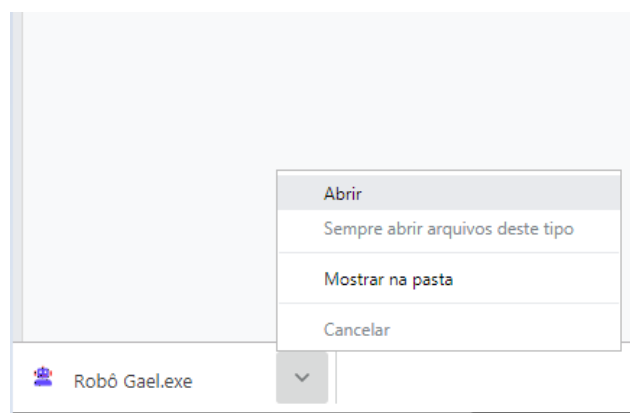 Abrir
Sempre abrir arquivos deste tipo
Mostrar na pasta
Cancelar
Robô Gael.exe